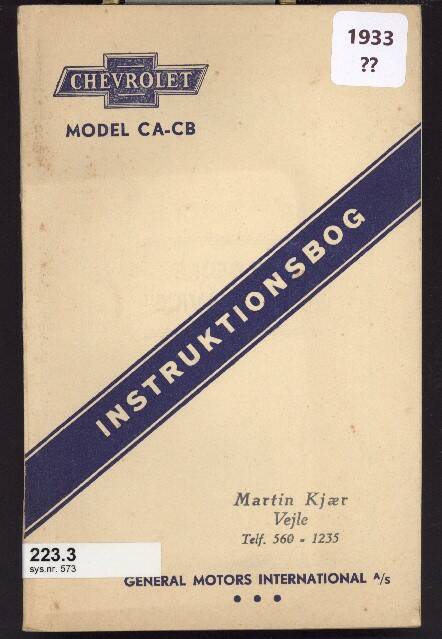 1933
??
CHEVROLET
MODEL CA-CB
INSTRUKTIONSBOG
Martin Kjær
Vejle
Telf. 560 - 1235
223.3
sys.nr. 573
GENERAL MOTORS INTERNATIONAL A/s